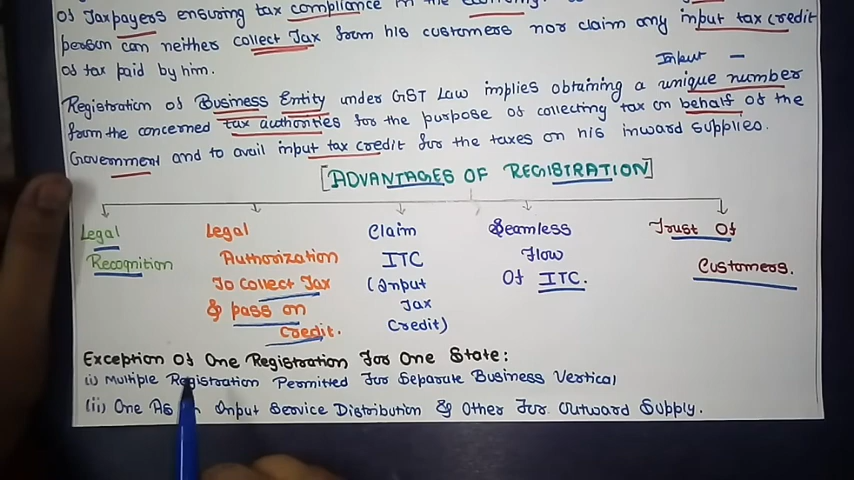 of Taxpayers ensuring tax compliance in the
person can neither collect Tax from his customers nor claim any input tax credit
of tax paid by him.
Input –
Registration of Business Entity under GST Law implies obtaining a unique number
from the concerned tax authorities for the purpose of collecting tax on behalf of the
Government and to avail input tax credit for the taxes on his inward supplies.
[ADVANTAGES OF REGISTRATION]
Legal
Recognition
Legal
Authorization
To Collect Tax
& pass on
credit.
Claim
ITC
(Input
Tax
Credit)
Seamless
Flow
Of ITC.
Trust Of
Customers.
Exception Of One Registration For One State:
(i) Multiple Registration Permitted For Separate Business Vertical
(ii) One As Input Service Distribution & Other For Outward Supply.